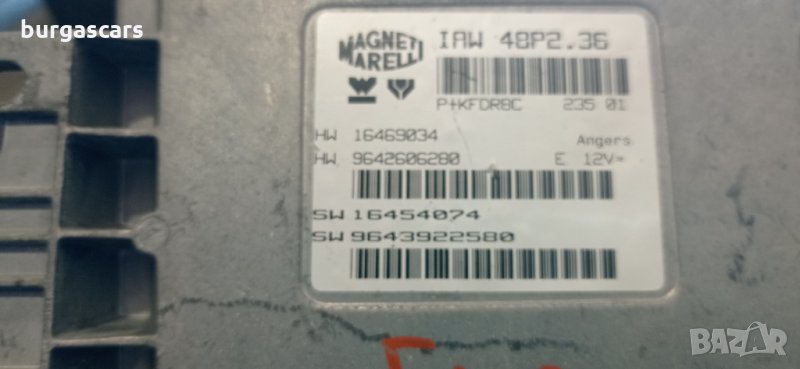 burgascars
MAGNETI MARELLI
IAW 48P2.36
P+KFDR8C 235 01
HW 16469034 Angers
HW 9642606280 E 12V=
SW 16454074
SW 9643922580
BAZAR